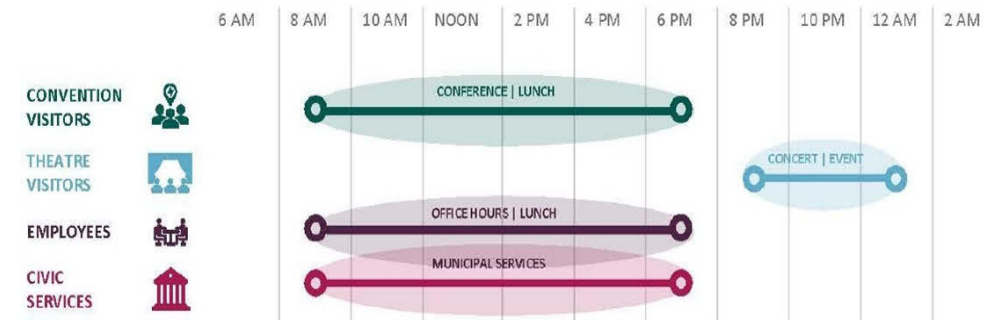 6 AM 8 AM 10 AM NOON 2 PM 4 PM 6 PM 8 PM 10 PM 12 AM 2 AM
CONVENTION
VISITORS
CONFERENCE | LUNCH
THEATRE
VISITORS
CONCERT | EVENT
EMPLOYEES
OFFICE HOURS | LUNCH
CIVIC
SERVICES
MUNICIPAL SERVICES